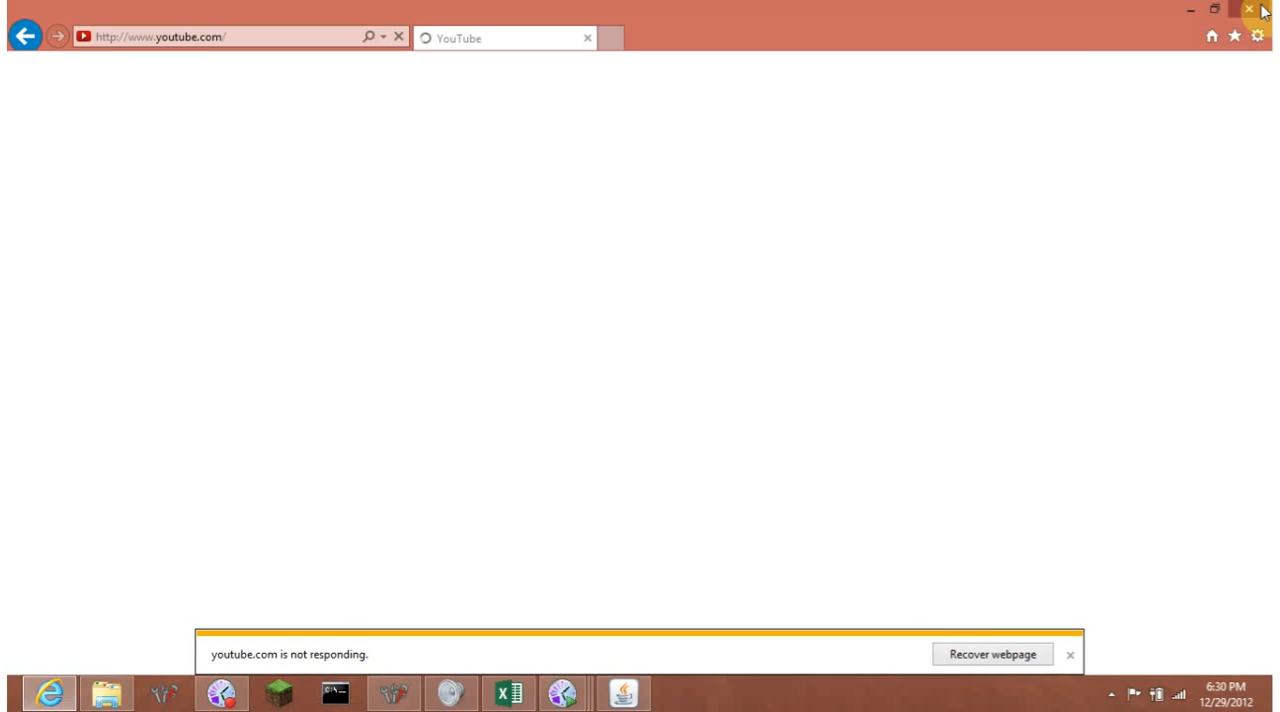 http://www.youtube.com/
YouTube
youtube.com is not responding.
Recover webpage
C:\_
X
6:30 PM
12/29/2012